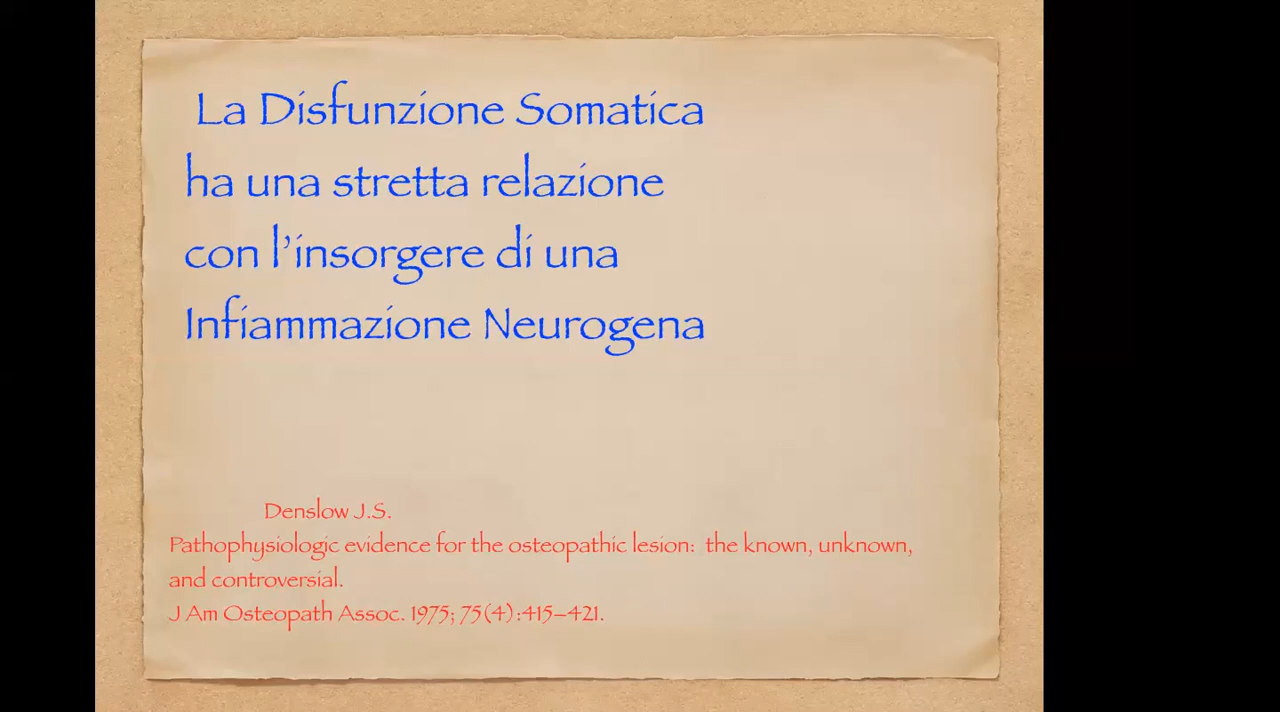 La Disfunzione Somatica
ha una stretta relazione
con l’insorgere di una
Infiammazione Neurogena
Denslow J.S.
Pathophysiologic evidence for the osteopathic lesion: the known, unknown,
and controversial.
J Am Osteopath Assoc. 1975; 75(4):415–421.